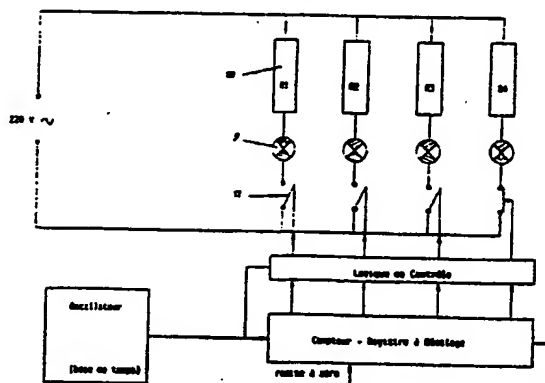 R1
R2
R3
R4
220 V ~
Logique de Contrôle
Oscillateur
(base de temps)
Compteur - Registre à Décalage
remise à zéro